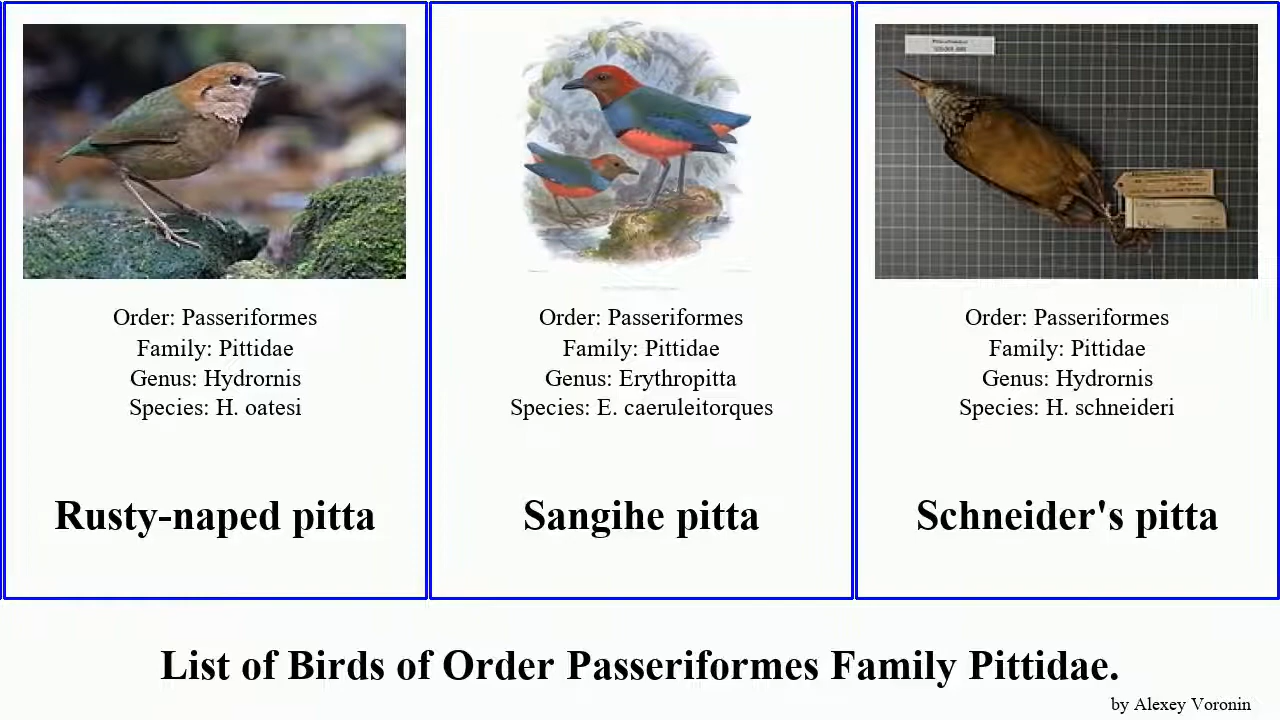 Order: Passeriformes
Family: Pittidae
Genus: Hydrornis
Species: H. oatesi
Rusty-naped pitta
Order: Passeriformes
Family: Pittidae
Genus: Erythropitta
Species: E. caeruleitorques
Sangihe pitta
Order: Passeriformes
Family: Pittidae
Genus: Hydrornis
Species: H. schneideri
Schneider's pitta
List of Birds of Order Passeriformes Family Pittidae.
by Alexey Voronin